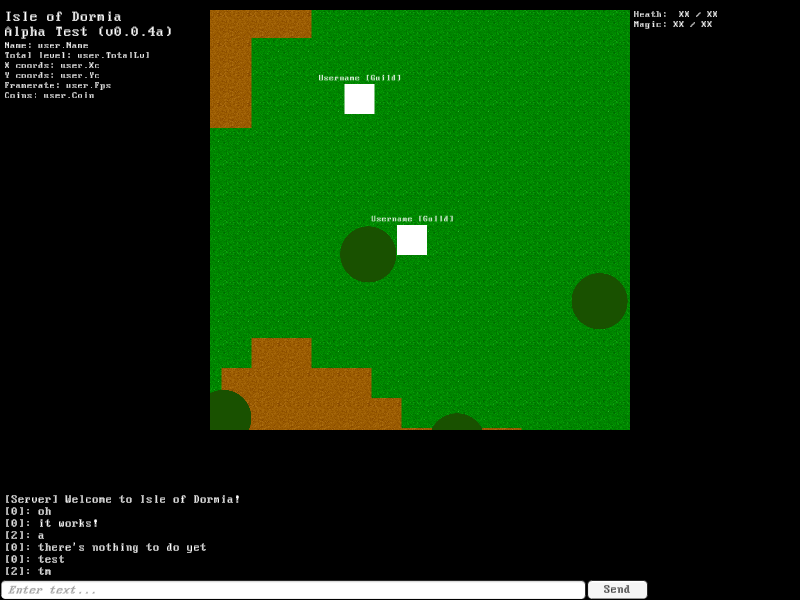 Isle of Dormia
Alpha Test (v0.0.4a)
Name: user.Name
Total level: user.TotalLvl
X coords: user.Xc
Y coords: user.Yc
Framerate: user.Fps
Coins: user.Coin
Heath: XX / XX
Magic: XX / XX
Username [Guild]
Username [Guild]
[Server] Welcome to Isle of Dormia!
[0]: oh
[0]: it works!
[2]: a
[0]: there's nothing to do yet
[0]: test
[2]: tm
Enter text...
Send